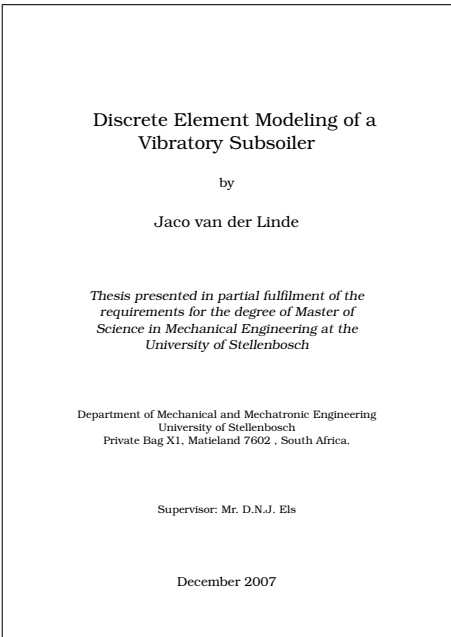 Discrete Element Modeling of a
Vibratory Subsoiler
by
Jaco van der Linde
Thesis presented in partial fulfilment of the
requirements for the degree of Master of
Science in Mechanical Engineering at the
University of Stellenbosch
Department of Mechanical and Mechatronic Engineering
University of Stellenbosch
Private Bag X1, Matieland 7602 , South Africa.
Supervisor: Mr. D.N.J. Els
December 2007